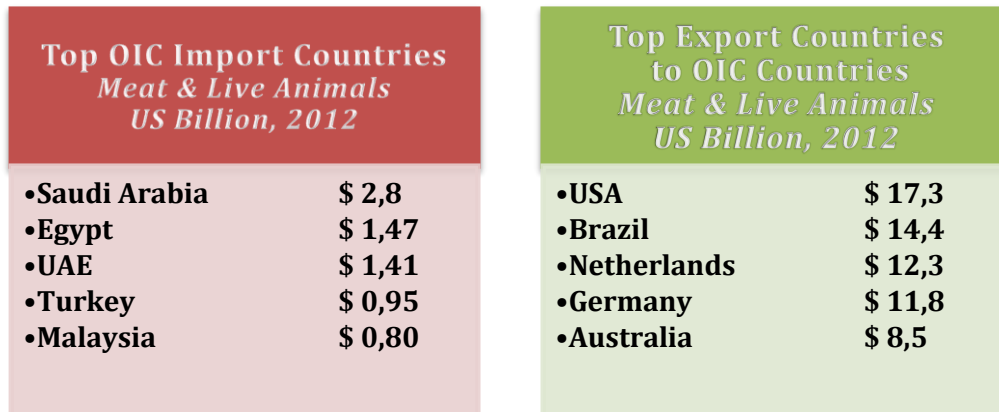 Top OIC Import Countries
Meat & Live Animals
US Billion, 2012
•Saudi Arabia $ 2,8
•Egypt $ 1,47
•UAE $ 1,41
•Turkey $ 0,95
•Malaysia $ 0,80
Top Export Countries
to OIC Countries
Meat & Live Animals
US Billion, 2012
•USA $ 17,3
•Brazil $ 14,4
•Netherlands $ 12,3
•Germany $ 11,8
•Australia $ 8,5